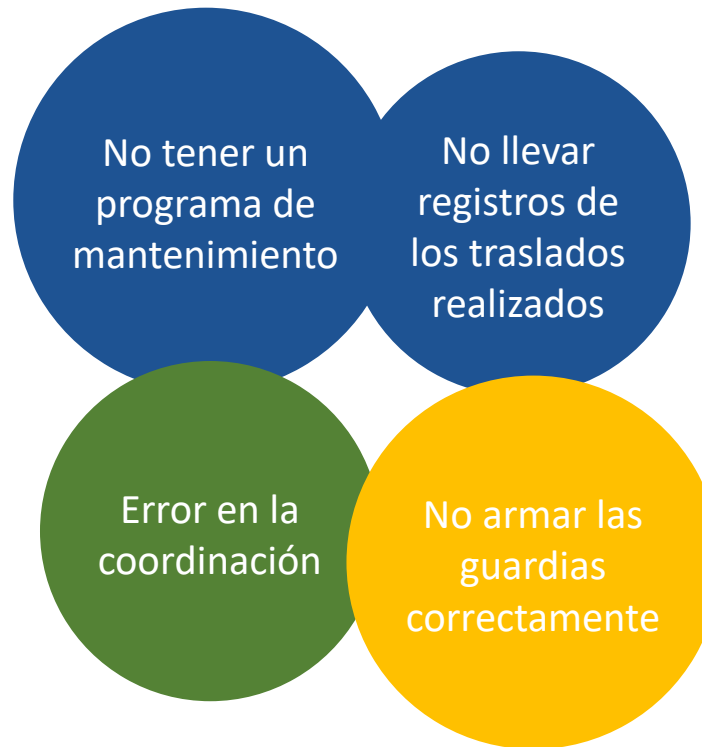 No tener un
programa de
mantenimiento
No llevar
registros de
los traslados
realizados
Error en la
coordinación
No armar las
guardias
correctamente